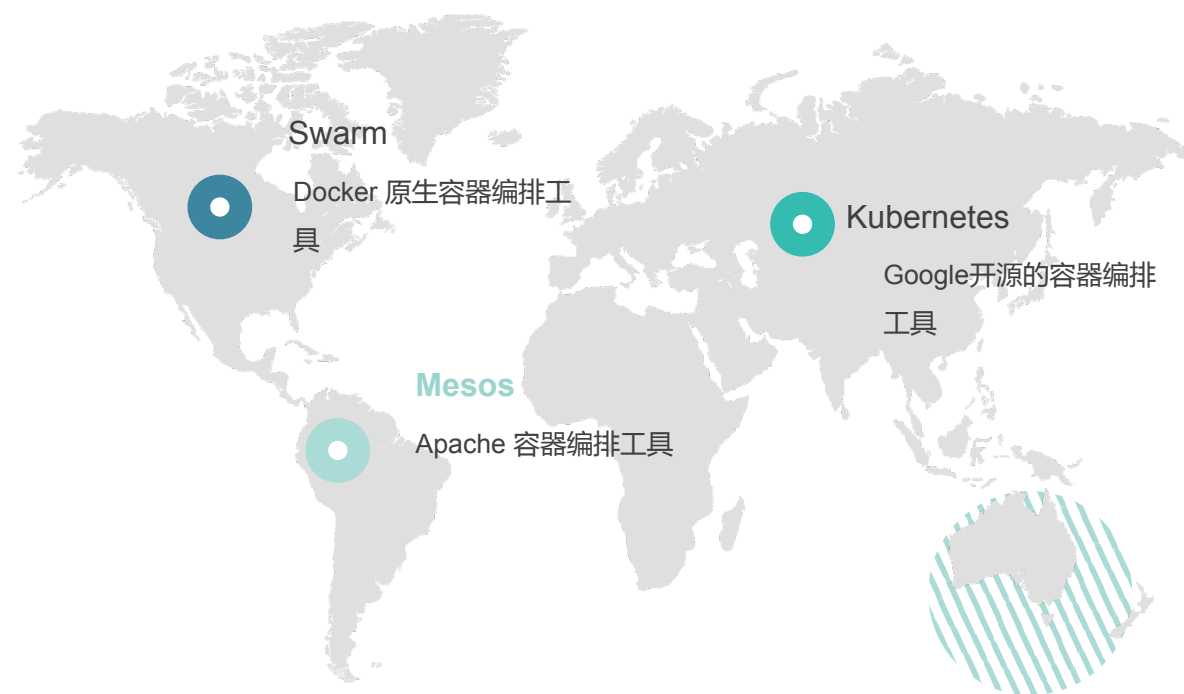 Swarm
Docker 原生容器编排工
具
Kubernetes
Google开源的容器编排
工具
Mesos
Apache 容器编排工具